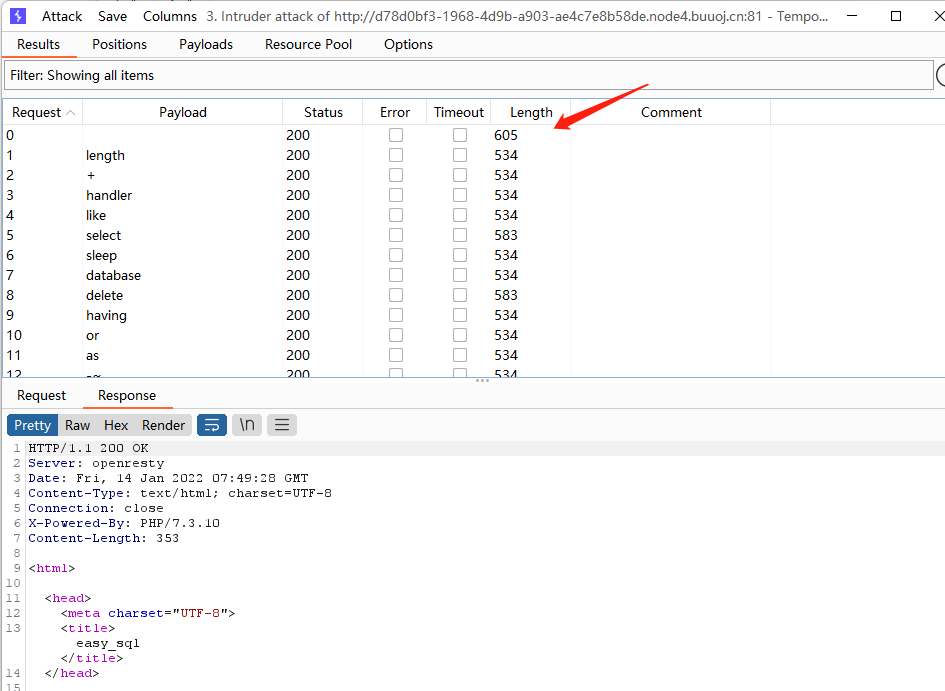 Attack Save Columns 3. Intruder attack of http://d78d0bf3-1968-4d9b-a903-ae4c7e8b58de.node4.buuoj.cn:81 - Tempo...
Results Positions Payloads Resource Pool Options
Filter: Showing all items
Request Payload Status Error Timeout Length Comment
0 200 605
1 length 200 534
2 + 200 534
3 handler 200 534
4 like 200 534
5 select 200 583
6 sleep 200 534
7 database 200 534
8 delete 200 583
9 having 200 534
10 or 200 534
11 as 200 534
12 -~ 200 534
Request Response
Pretty Raw Hex Render \n
1 HTTP/1.1 200 OK
2 Server: openresty
3 Date: Fri, 14 Jan 2022 07:49:28 GMT
4 Content-Type: text/html; charset=UTF-8
5 Connection: close
6 X-Powered-By: PHP/7.3.10
7 Content-Length: 353
8
9 <html>
10
11 <head>
12 <meta charset="UTF-8">
13 <title>
easy_sql
</title>
14 </head>
15